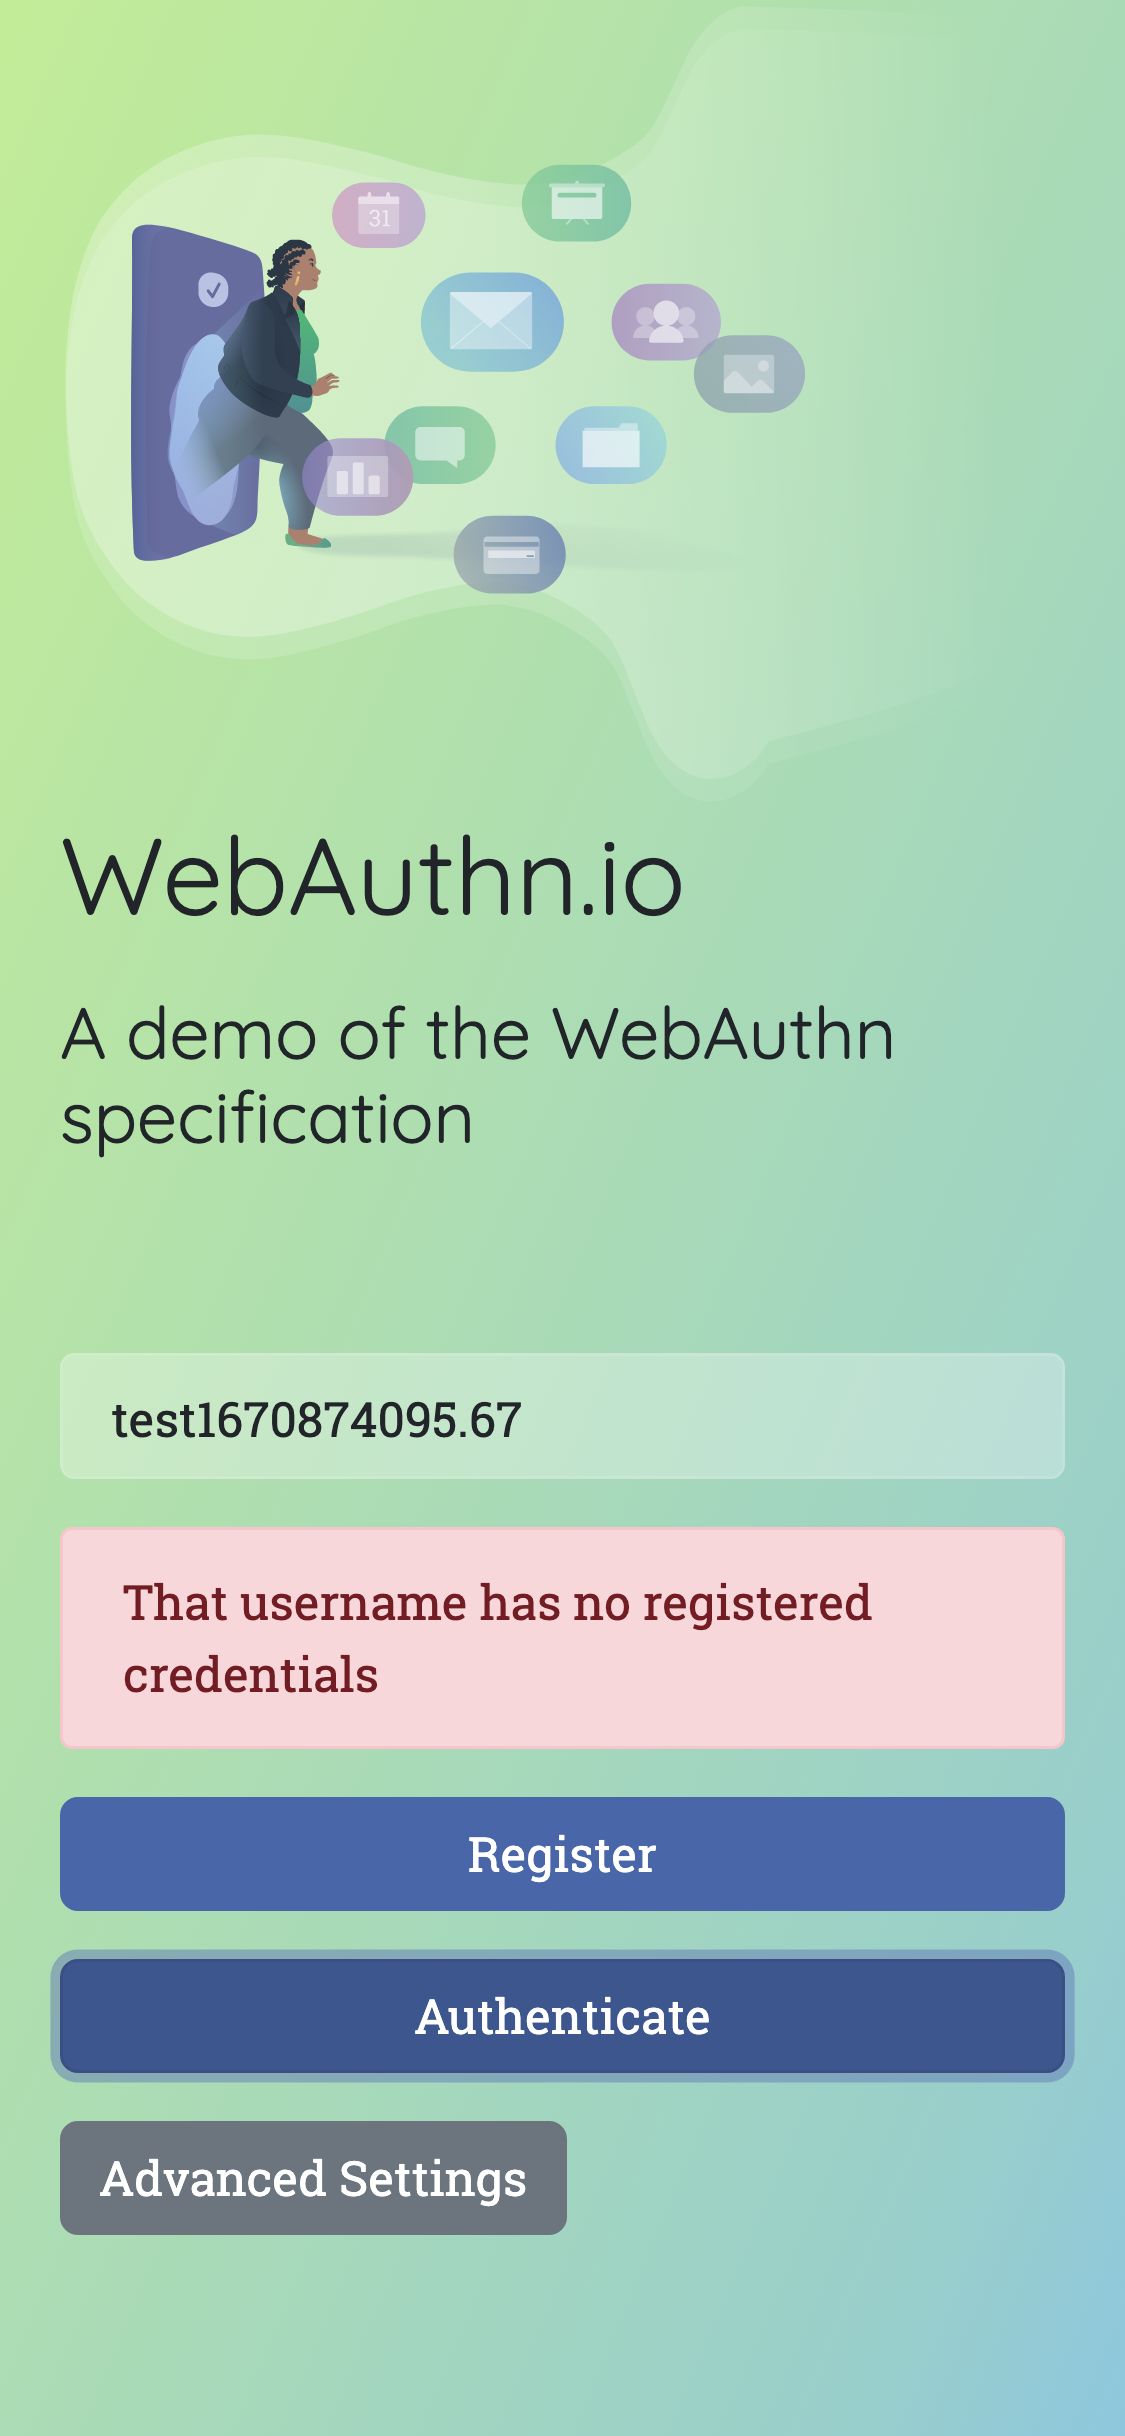 31
WebAuthn.io
A demo of the WebAuthn
specification
test1670874095.67
That username has no registered
credentials
Register
Authenticate
Advanced Settings